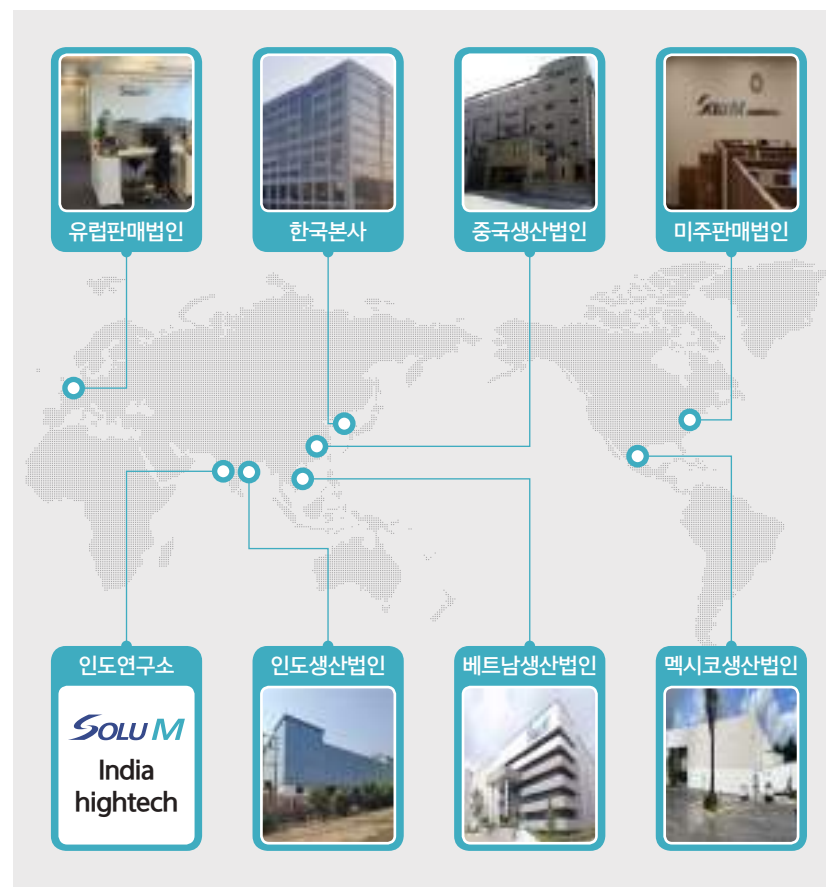 유럽판매법인
한국본사
중국생산법인
SOLUM
미주판매법인
인도연구소
인도생산법인
베트남생산법인
멕시코생산법인
SOLU M
India
hightech